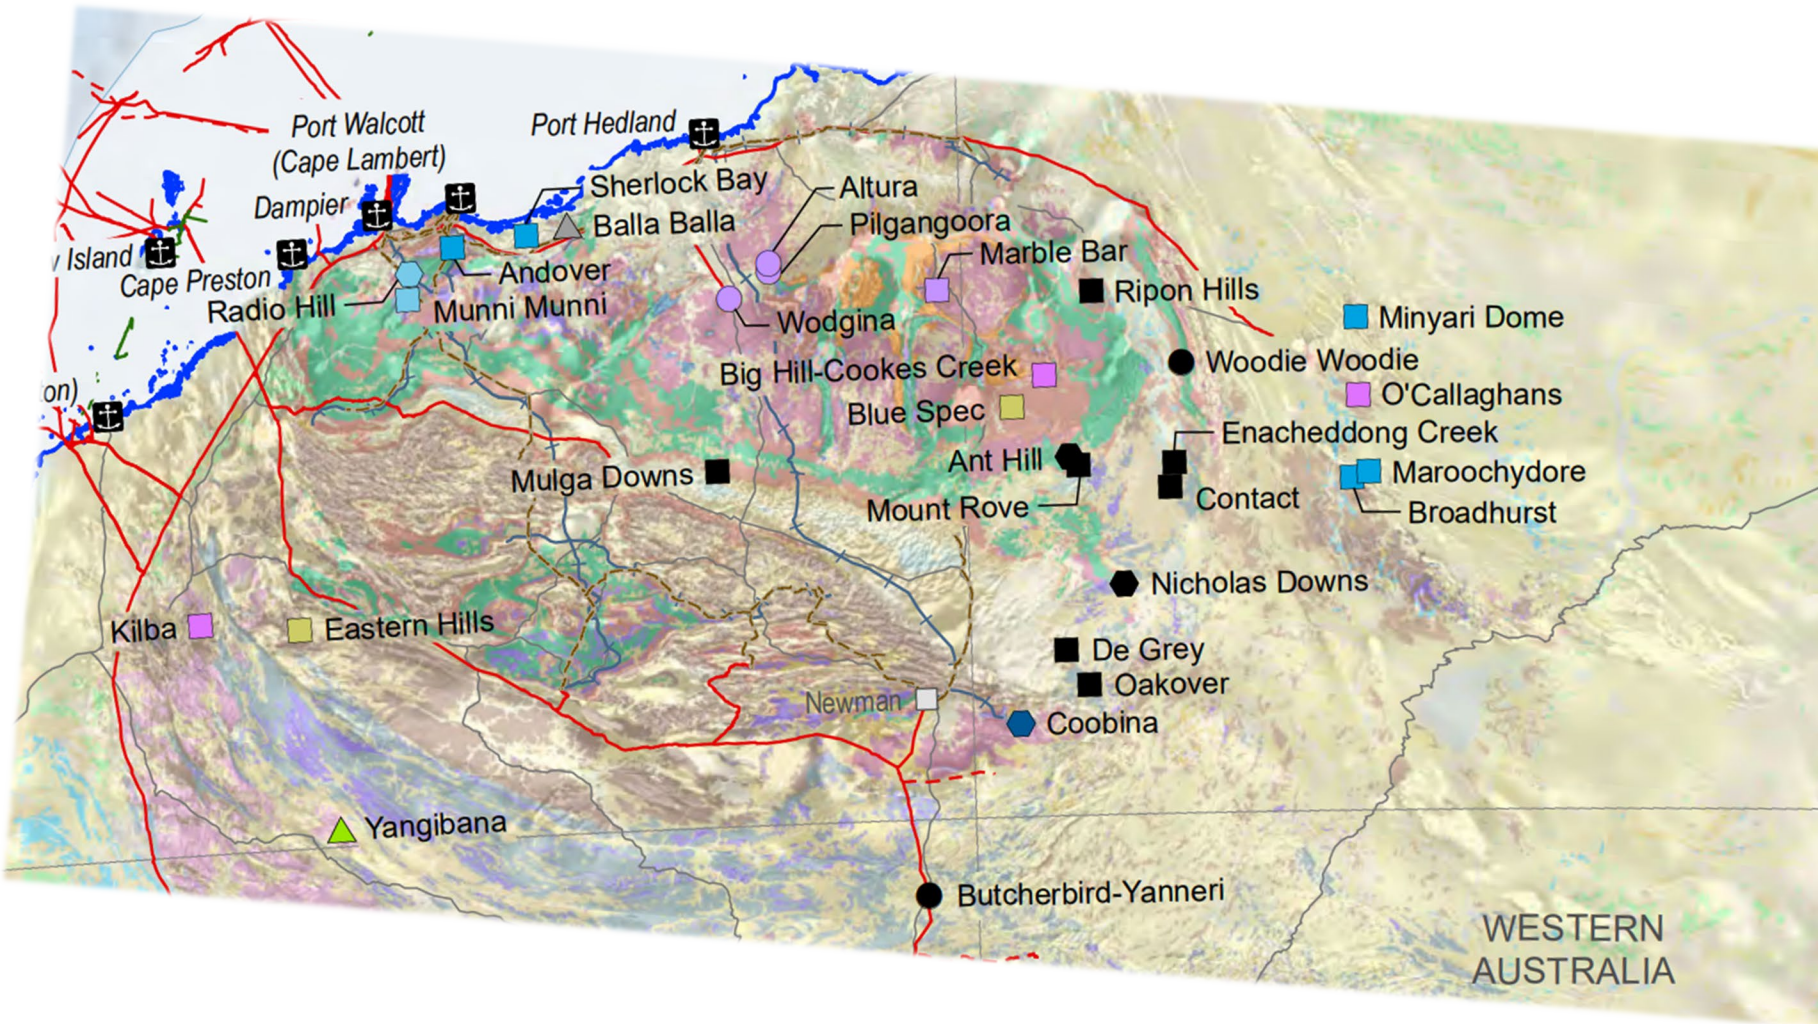 Port Walcott
(Cape Lambert)
Port Hedland
Dampier
Sherlock Bay
Altura
Balla Balla
Pilgangoora
Island
Cape Preston
Andover
Marble Bar
Radio Hill
Munni Munni
Ripon Hills
Wodgina
Minyari Dome
Big Hill-Cookes Creek
Woodie Woodie
O'Callaghans
Blue Spec
Enacheddong Creek
Ant Hill
Mulga Downs
Maroochydore
Mount Rove
Contact
Broadhurst
Nicholas Downs
Kilba
Eastern Hills
De Grey
Oakover
Newman
Coobina
Yangibana
Butcherbird-Yanneri
WESTERN
AUSTRALIA